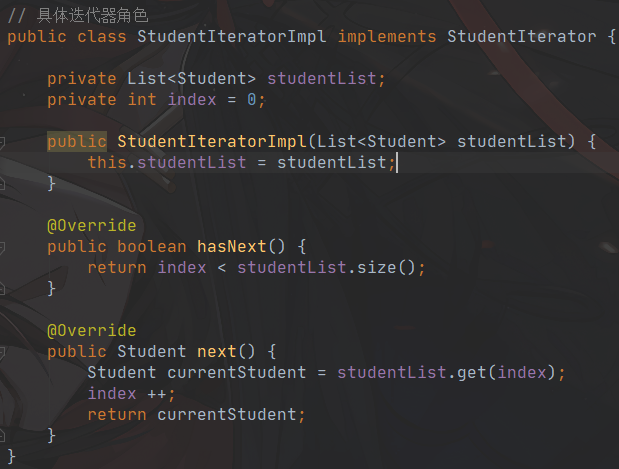 // 具体迭代器角色
public class StudentIteratorImpl implements StudentIterator {
private List<Student> studentList;
private int index = 0;
public StudentIteratorImpl(List<Student> studentList) {
this.studentList = studentList;
}
@Override
public boolean hasNext() {
return index < studentList.size();
}
@Override
public Student next() {
Student currentStudent = studentList.get(index);
index ++;
return currentStudent;
}
}